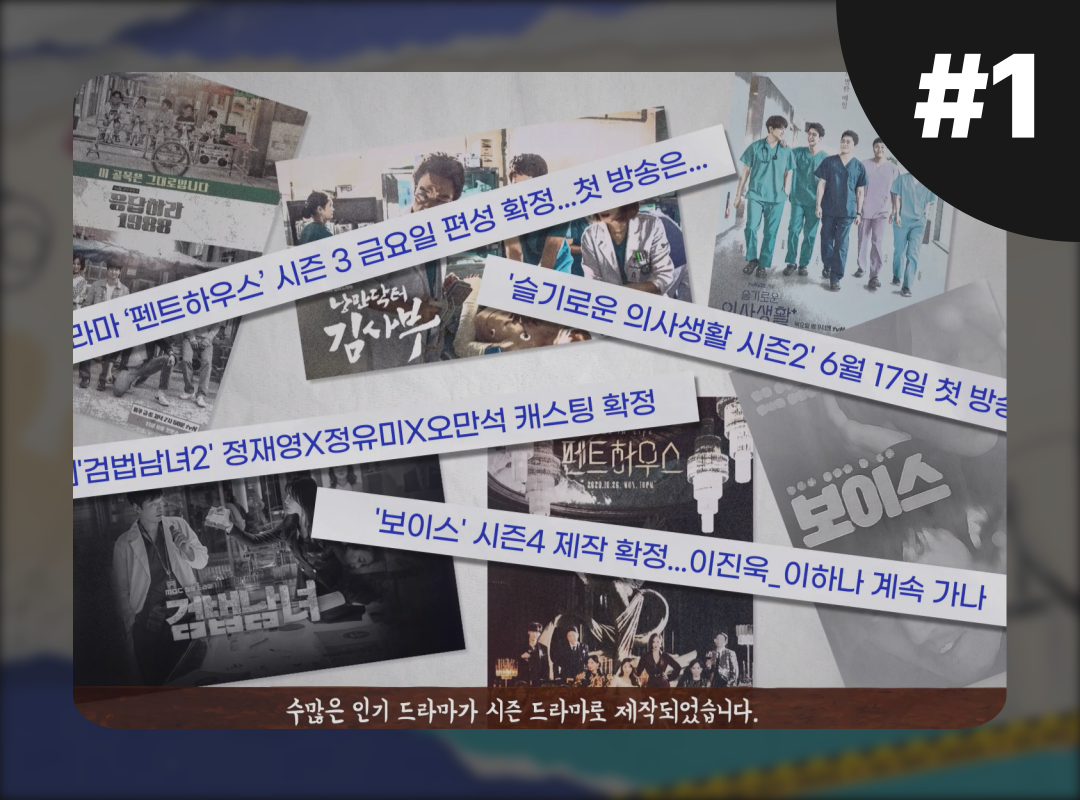 #1
이 골목은 그대로입니다
응답하라
1988
라마 ‘펜트하우스’ 시즌 3 금요일 편성 확정...첫 방송은...
낭만닥터
김사부
슬기로운
의사생활
'슬기로운 의사생활 시즌2' 6월 17일 첫 방송
'검법남녀2' 정재영X정유미X오만석 캐스팅 확정
펜트하우스
2020.10.26. MON. 10PM
보이스
'보이스' 시즌4 제작 확정...이진욱_이하나 계속 가나
검법남녀
수많은 인기 드라마가 시즌 드라마로 제작되었습니다.